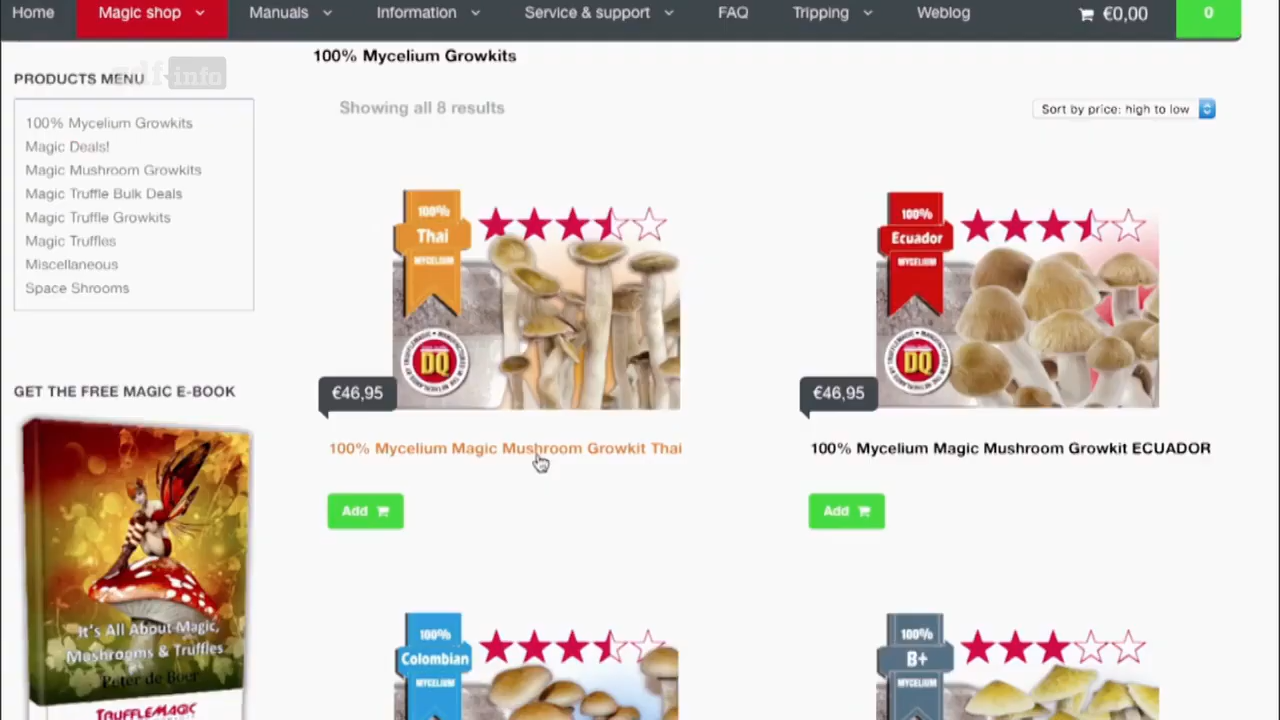 Home
Magic shop
Manuals
Information
Service & support
FAQ
Tripping
Weblog
€0,00
0
zdf info
PRODUCTS MENU
100% Mycelium Growkits
Magic Deals!
Magic Mushroom Growkits
Magic Truffle Bulk Deals
Magic Truffle Growkits
Magic Truffles
Miscellaneous
Space Shrooms
GET THE FREE MAGIC E-BOOK
It's All About Magic,
Mushrooms & Truffles
Peter de Boer
TRUFFLEMAGIC
100% Mycelium Growkits
Showing all 8 results
Sort by price: high to low
100%
Thai
MYCELIUM
DQ
€46,95
100% Mycelium Magic Mushroom Growkit Thai
Add
100%
Ecuador
MYCELIUM
DQ
€46,95
100% Mycelium Magic Mushroom Growkit ECUADOR
Add
100%
Colombian
MYCELIUM
100%
B+
MYCELIUM